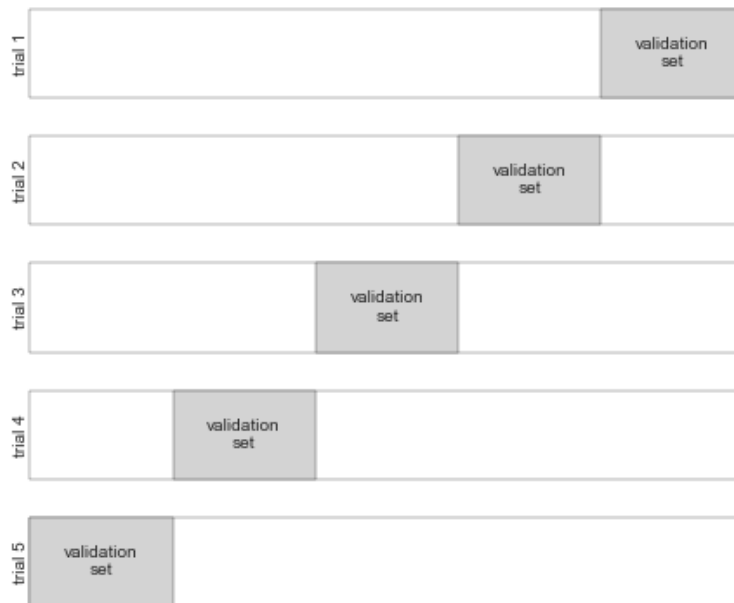 trial 1
validation
set
trial 2
validation
set
trial 3
validation
set
trial 4
validation
set
trial 5
validation
set